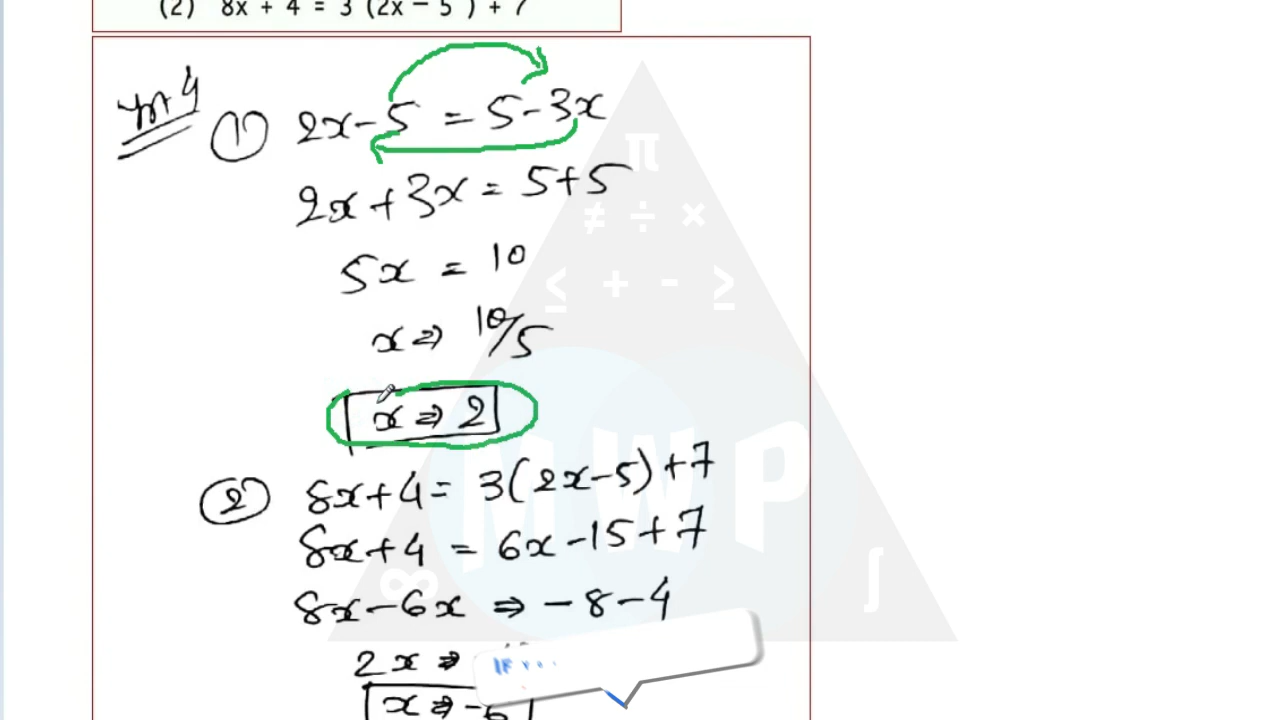 (2) 8x + 4 = 3 (2x − 5 ) + 7
(1) 2x-5 = 5-3x
2x+3x = 5+5
5x = 10
x ⇒ 10/5
x ⇒ 2
(2) 8x+4 = 3(2x-5)+7
8x+4 = 6x-15+7
8x-6x ⇒ -8-4
2x ⇒
x ⇒ -6
π
≠ ÷ ×
≤ + - ≥
MWP
∞ ∫